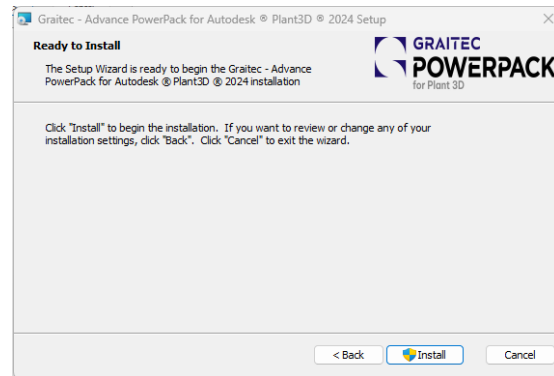 Graitec - Advance PowerPack for Autodesk ® Plant3D ® 2024 Setup
Ready to Install
The Setup Wizard is ready to begin the Graitec - Advance
PowerPack for Autodesk ® Plant3D ® 2024 installation
GRAITEC
POWERPACK
for Plant 3D
Click "Install" to begin the installation. If you want to review or change any of your
installation settings, click "Back". Click "Cancel" to exit the wizard.
< Back
Install
Cancel